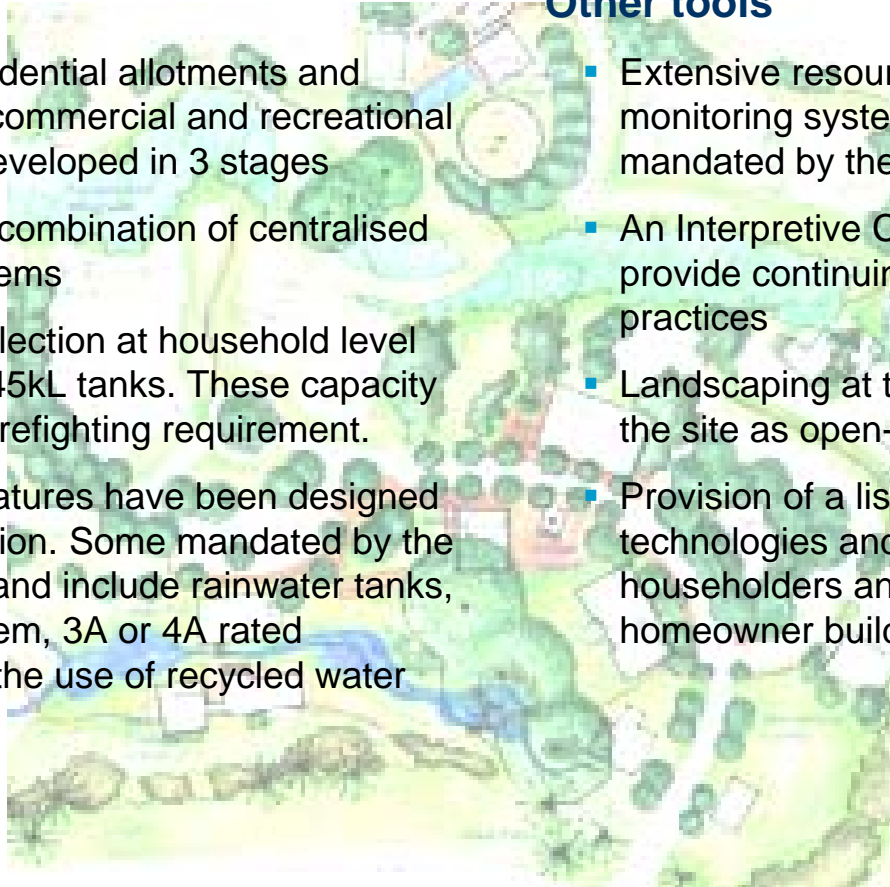 dential allotments and
commercial and recreational
eveloped in 3 stages
combination of centralised
ems
lection at household level
45kL tanks. These capacity
refighting requirement.
atures have been designed
ion. Some mandated by the
and include rainwater tanks,
em, 3A or 4A rated
the use of recycled water
Other tools
Extensive resour
monitoring syste
mandated by the
An Interpretive C
provide continuin
practices
Landscaping at t
the site as open-
Provision of a lis
technologies and
householders an
homeowner build